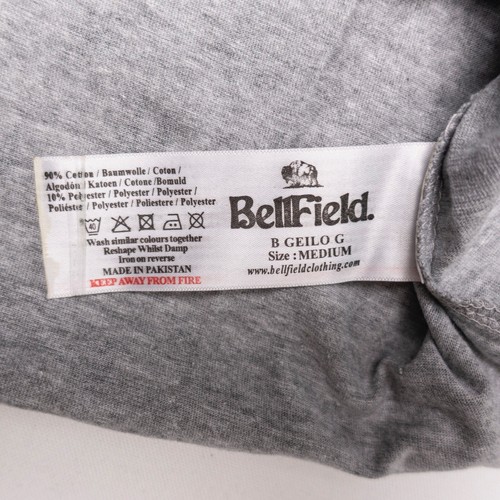 90% Cotton / Baumwolle / Coton /
Algodón / Katoen / Cotone/Bomuld
10% Polyester / Polyester /
Poliéster / Polyester / Poliestere / Polyester
40
Wash similar colours together
Reshape Whilst Damp
Iron on reverse
MADE IN PAKISTAN
KEEP AWAY FROM FIRE
BellField.
B GEILO G
Size : MEDIUM
www.bellfieldclothing.com